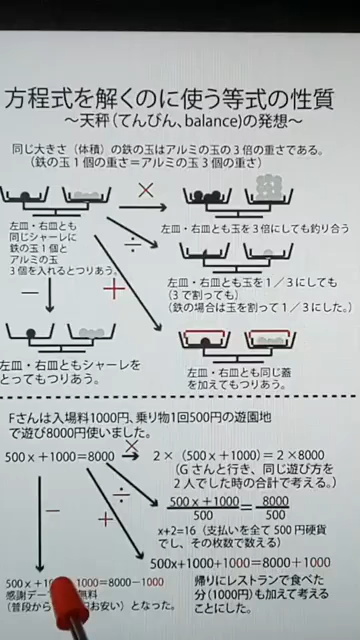 方程式を解くのに使う等式の性質
～天秤(てんびん、balance)の発想～
同じ大きさ（体積）の鉄の玉はアルミの玉の3倍の重さである。
（鉄の玉1個の重さ＝アルミの玉3個の重さ）
×
左皿・右皿とも
同じシャーレに
鉄の玉1個と
アルミの玉
3個を入れるとつりあう。
左皿・右皿とも玉を3倍にしても釣り合う
÷
左皿・右皿とも玉を1／3にしても
(3で割っても)
(鉄の場合は玉を割って1／3にした。)
－
＋
左皿・右皿ともシャーレを
とってもつりあう。
左皿・右皿とも同じ蓋
を加えてもつりあう。
Fさんは入場料1000円、乗り物1回500円の遊園地
で遊び8000円使いました。
500x＋1000＝8000
×
2×（500x＋1000）＝2×8000
(Gさんと行き、同じ遊び方を
2人でした時の合計で考える。)
÷
500x＋1000/500＝8000/500
x+2=16（支払いを全て500円硬貨
でし、その枚数で数える）
－
＋
500x+1000+1000＝8000+1000
帰りにレストランで食べた
分(1000円)も加えて考える
ことにした。
1000＝8000−1000
感謝デー
無料
(普段から
お安い）となった。